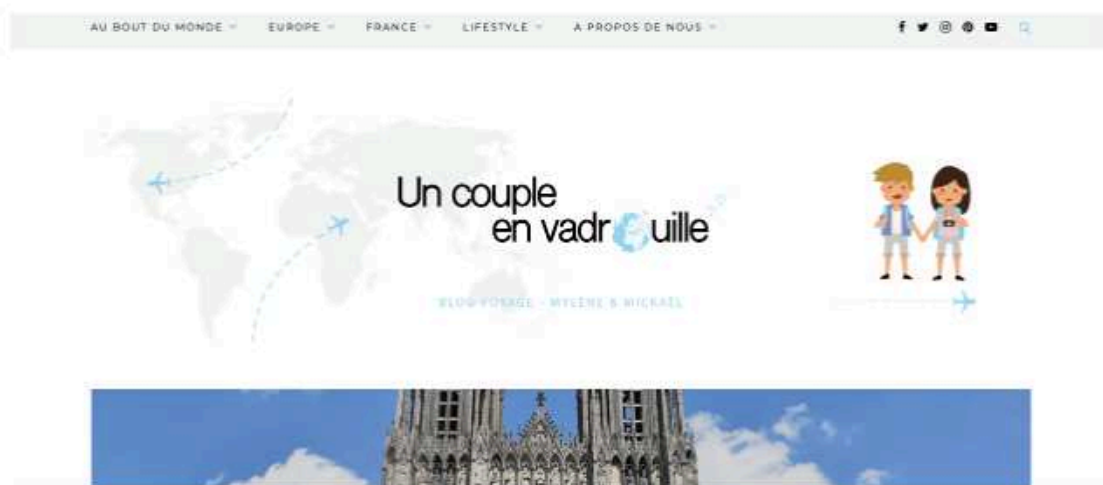 AU BOUT DU MONDE EUROPE FRANCE LIFESTYLE A PROPOS DE NOUS
Un couple
en vadrouille
BLOG VOYAGE - MYLÈNE & MICKAËL